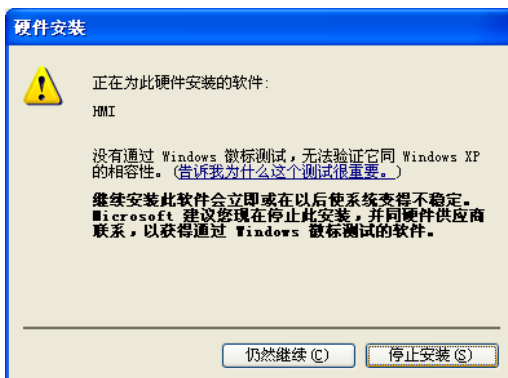 硬件安装
正在为此硬件安装的软件:
HMI
没有通过 Windows 徽标测试，无法验证它同 Windows XP
的相容性。(告诉我为什么这个测试很重要。)
继续安装此软件会立即或在以后使系统变得不稳定。
Microsoft 建议您现在停止此安装，并同硬件供应商
联系，以获得通过 Windows 徽标测试的软件。
仍然继续(C)
停止安装(S)